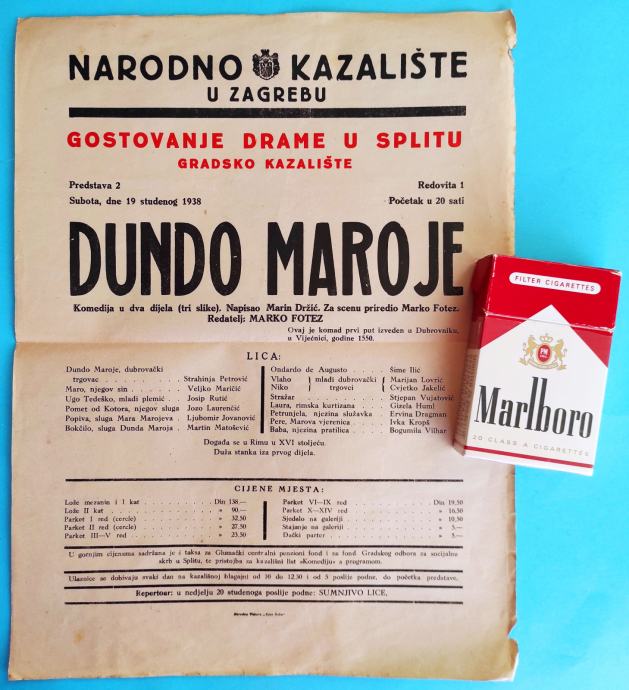 NARODNO KAZALIŠTE
U ZAGREBU
GOSTOVANJE DRAME U SPLITU
GRADSKO KAZALIŠTE
Predstava 2 Redovita 1
Subota, dne 19 studenog 1938 Početak u 20 sati
DUNDO MAROJE
Komedija u dva dijela (tri slike). Napisao Marin Držić. Za scenu priredio Marko Fotez.
Redatelj: MARKO FOTEZ
Ovaj je komad prvi put izveden u Dubrovniku,
u Vijećnici, godine 1550.
LICA:
Dundo Maroje, dubrovački
trgovac . . . . . . . . Strahinja Petrović
Maro, njegov sin . . . . . Veljko Maričić
Ugo Tedeško, mladi plemić . Josip Rutić
Pomet od Kotora, njegov sluga Jozo Laurenčić
Popiva, sluga Mara Marojeva . Ljubomir Jovanović
Bokčilo, sluga Dunda Maroja . Martin Matošević
Ondardo de Augusto . . . . Šime Ilić
Vlaho } mladi dubrovački { Marijan Lovrić
Niko } trgovci { Cvjetko Jakelić
Stražar . . . . . . . Stjepan Vujatović
Laura, rimska kurtizana . . Gizela Huml
Petrunjela, njezina služavka . Ervina Dragman
Pere, Marova vjerenica . . . Ivka Kropš
Baba, njezina pratilica . . . Bogumila Vilhar
Događa se u Rimu u XVI stoljeću.
Duža stanka iza prvog dijela.
CIJENE MJESTA:
Lože mezanin i I kat . . . . Din 138.—
Lože II kat . . . . » 90.—
Parket I red (cercle) . . . . » 32.50
Parket II red (cercle) . . . . » 27.50
Parket III—V red . . . . » 23.50
Parket VI—IX red . . . . Din 19.50
Parket X—XIV red . . . . » 16.50
Sjedalo na galeriji . . . . » 10.50
Stajanje na galeriji . . . . » 5.—
Đački parter . . . . » 5.—
U gornjim cijenama sadržana je i taksa za Glumački centralni penzioni fond i za fond Gradskog odbora za socijalnu
skrb u Splitu, te pristojba za kazališni list «Komediju» s programom.
Ulaznice se dobivaju svaki dan na kazališnoj blagajni od 10 do 12.30 i od 5 poslije podne, do početka predstave.
Repertoar: u nedjelju 20 studenoga poslije podne: SUMNJIVO LICE.
FILTER CIGARETTES
PM
Marlboro
20 CLASS A CIGARETTES